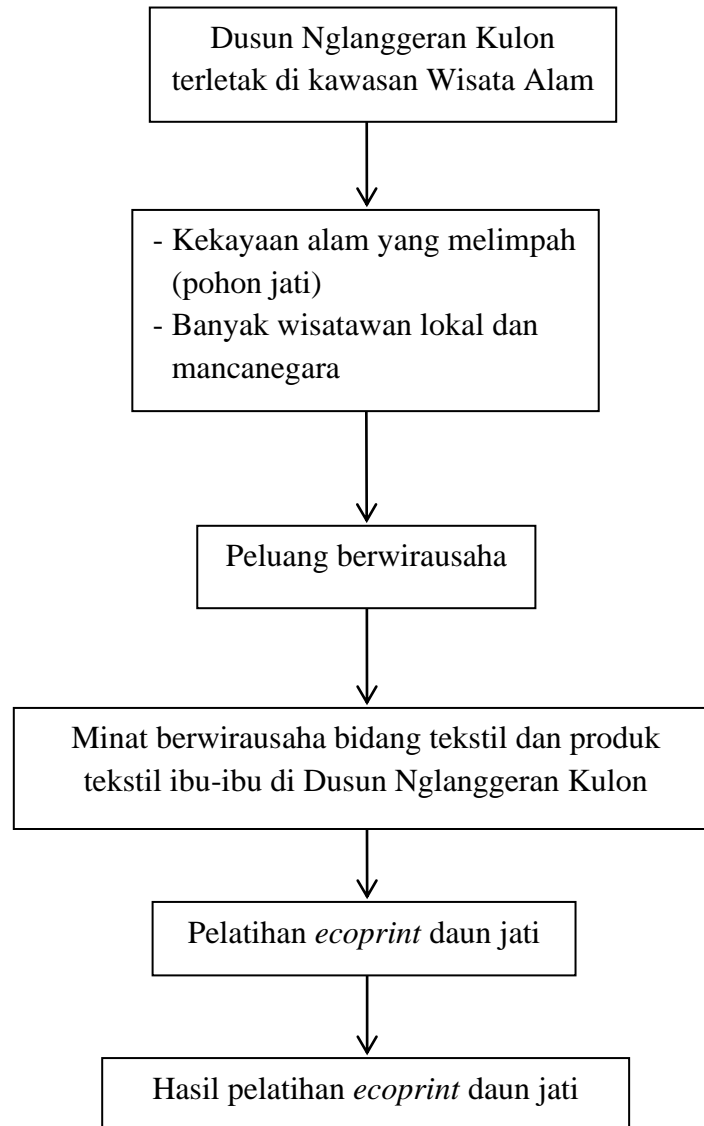 Dusun Nglanggeran Kulon
terletak di kawasan Wisata Alam
- Kekayaan alam yang melimpah
(pohon jati)
- Banyak wisatawan lokal dan
mancanegara
Peluang berwirausaha
Minat berwirausaha bidang tekstil dan produk
tekstil ibu-ibu di Dusun Nglanggeran Kulon
Pelatihan ecoprint daun jati
Hasil pelatihan ecoprint daun jati